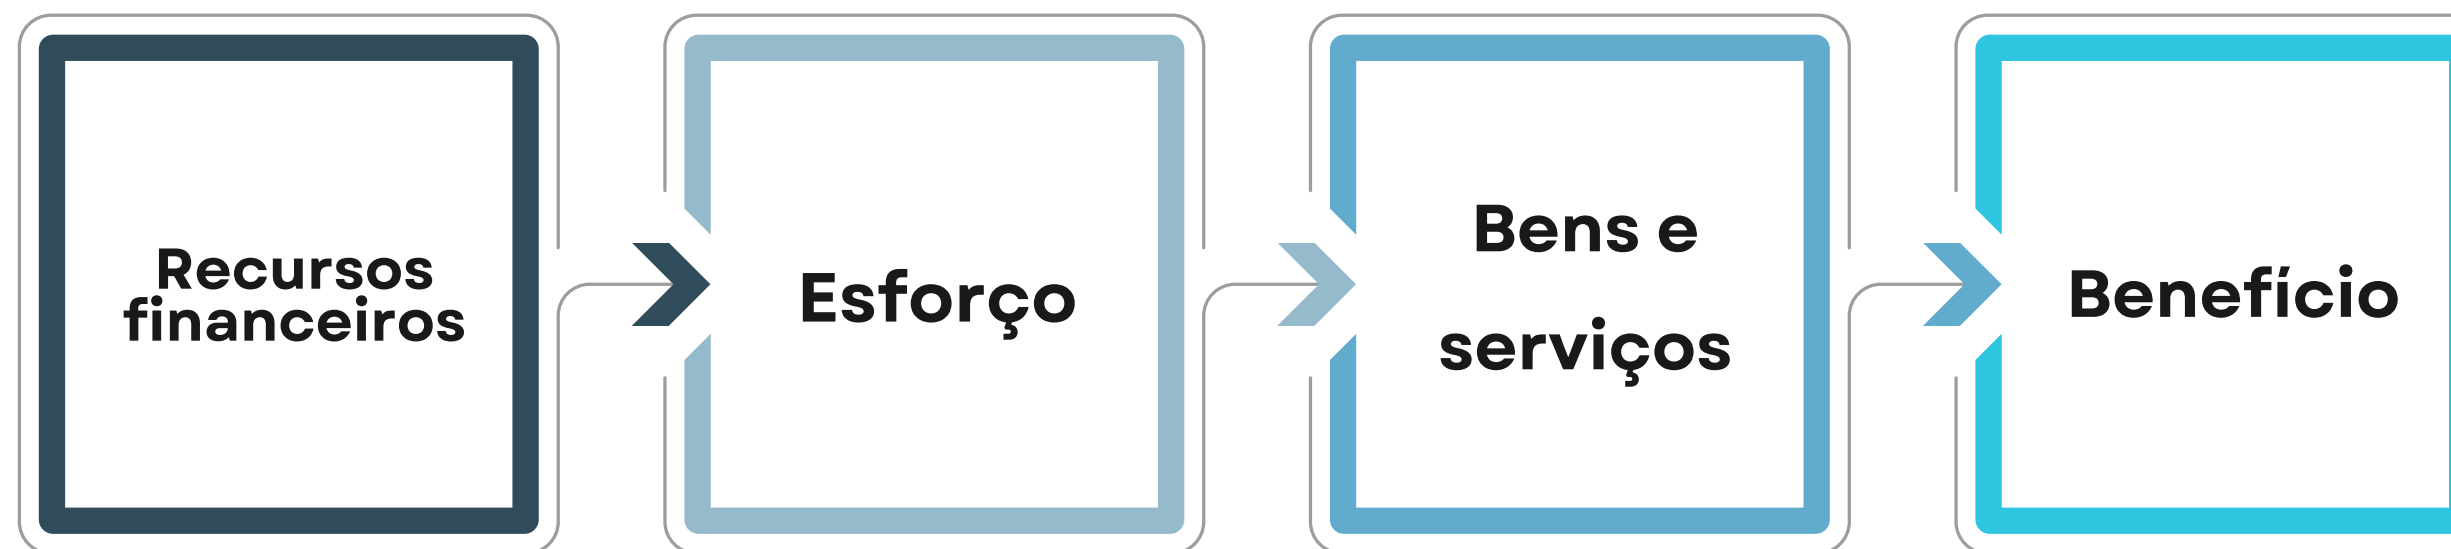 Recursos
financeiros
Esforço
Bens e
serviços
Benefício